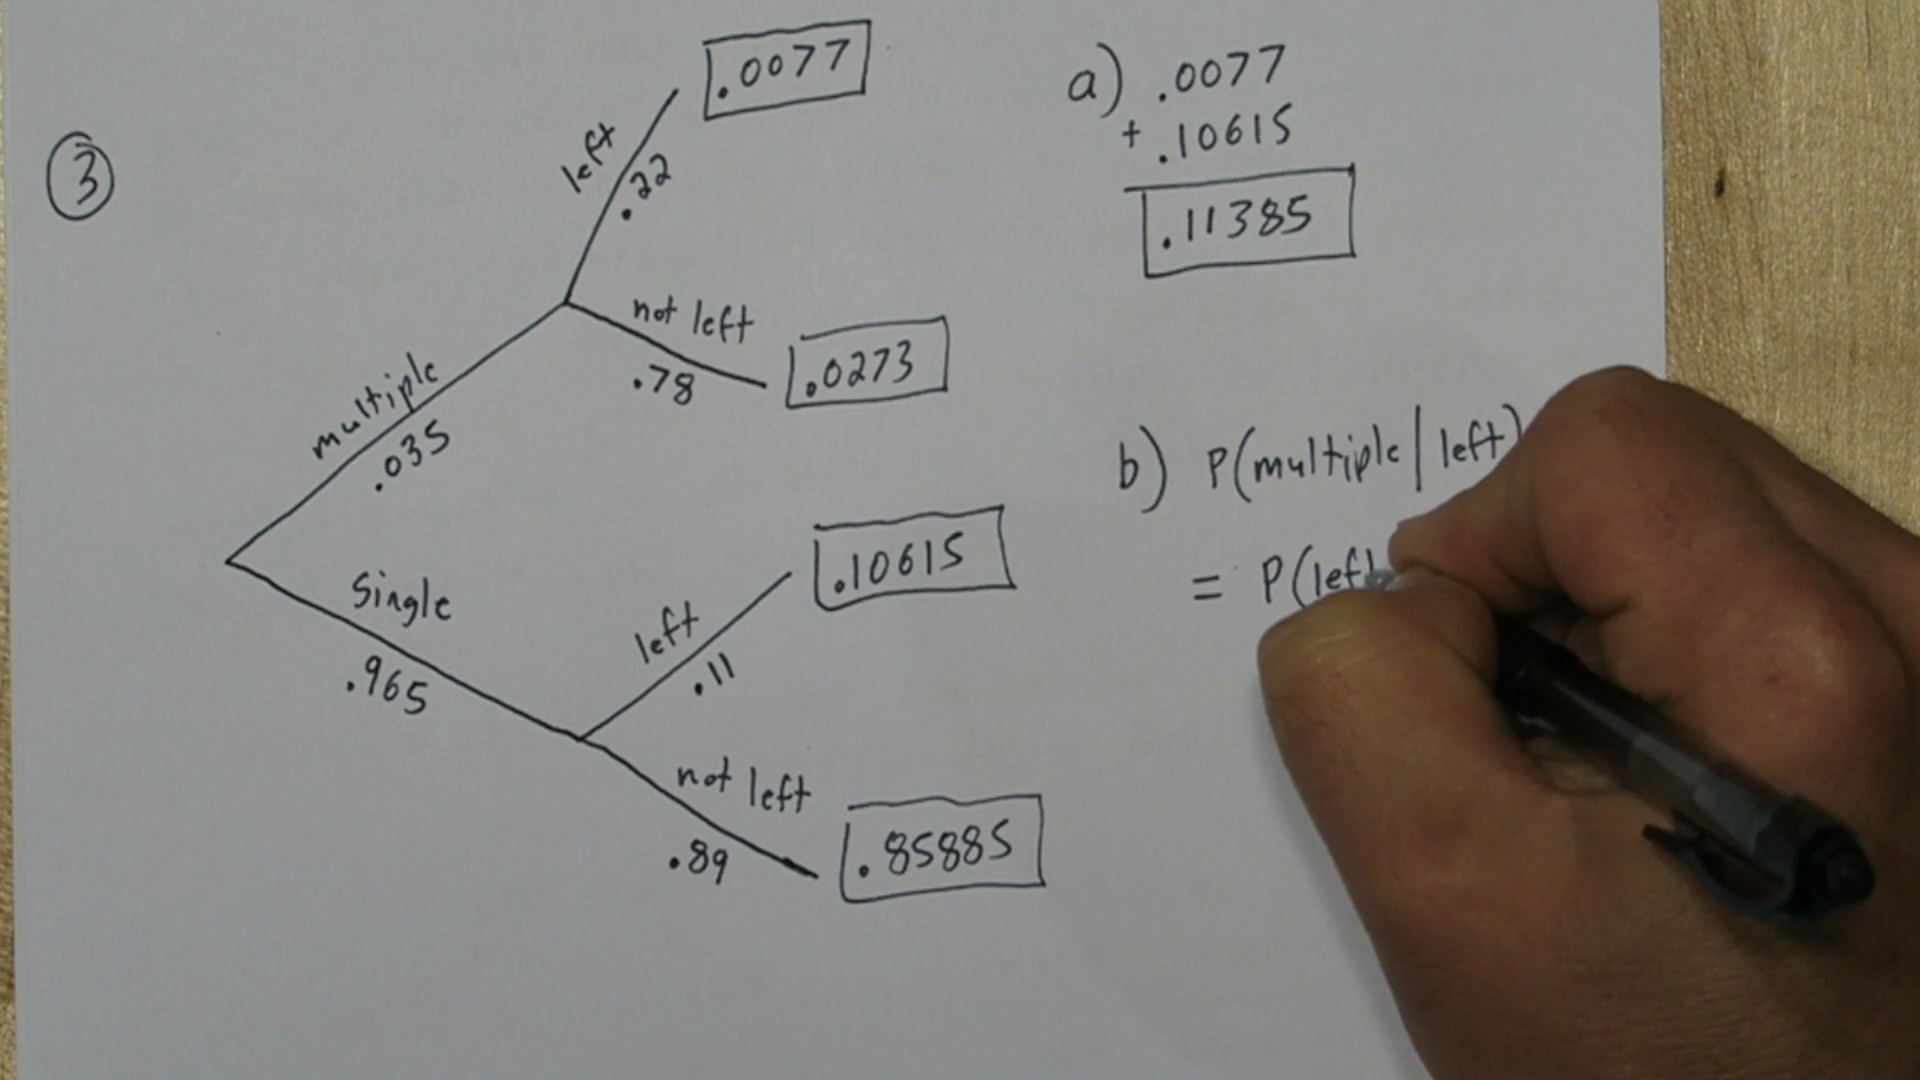 3
multiple
.035
left
.22
.0077
not left
.78
.0273
Single
.965
left
.11
.10615
not left
.89
.85885
a) .0077
+ .10615
.11385
b) P(multiple | left)
= P(left